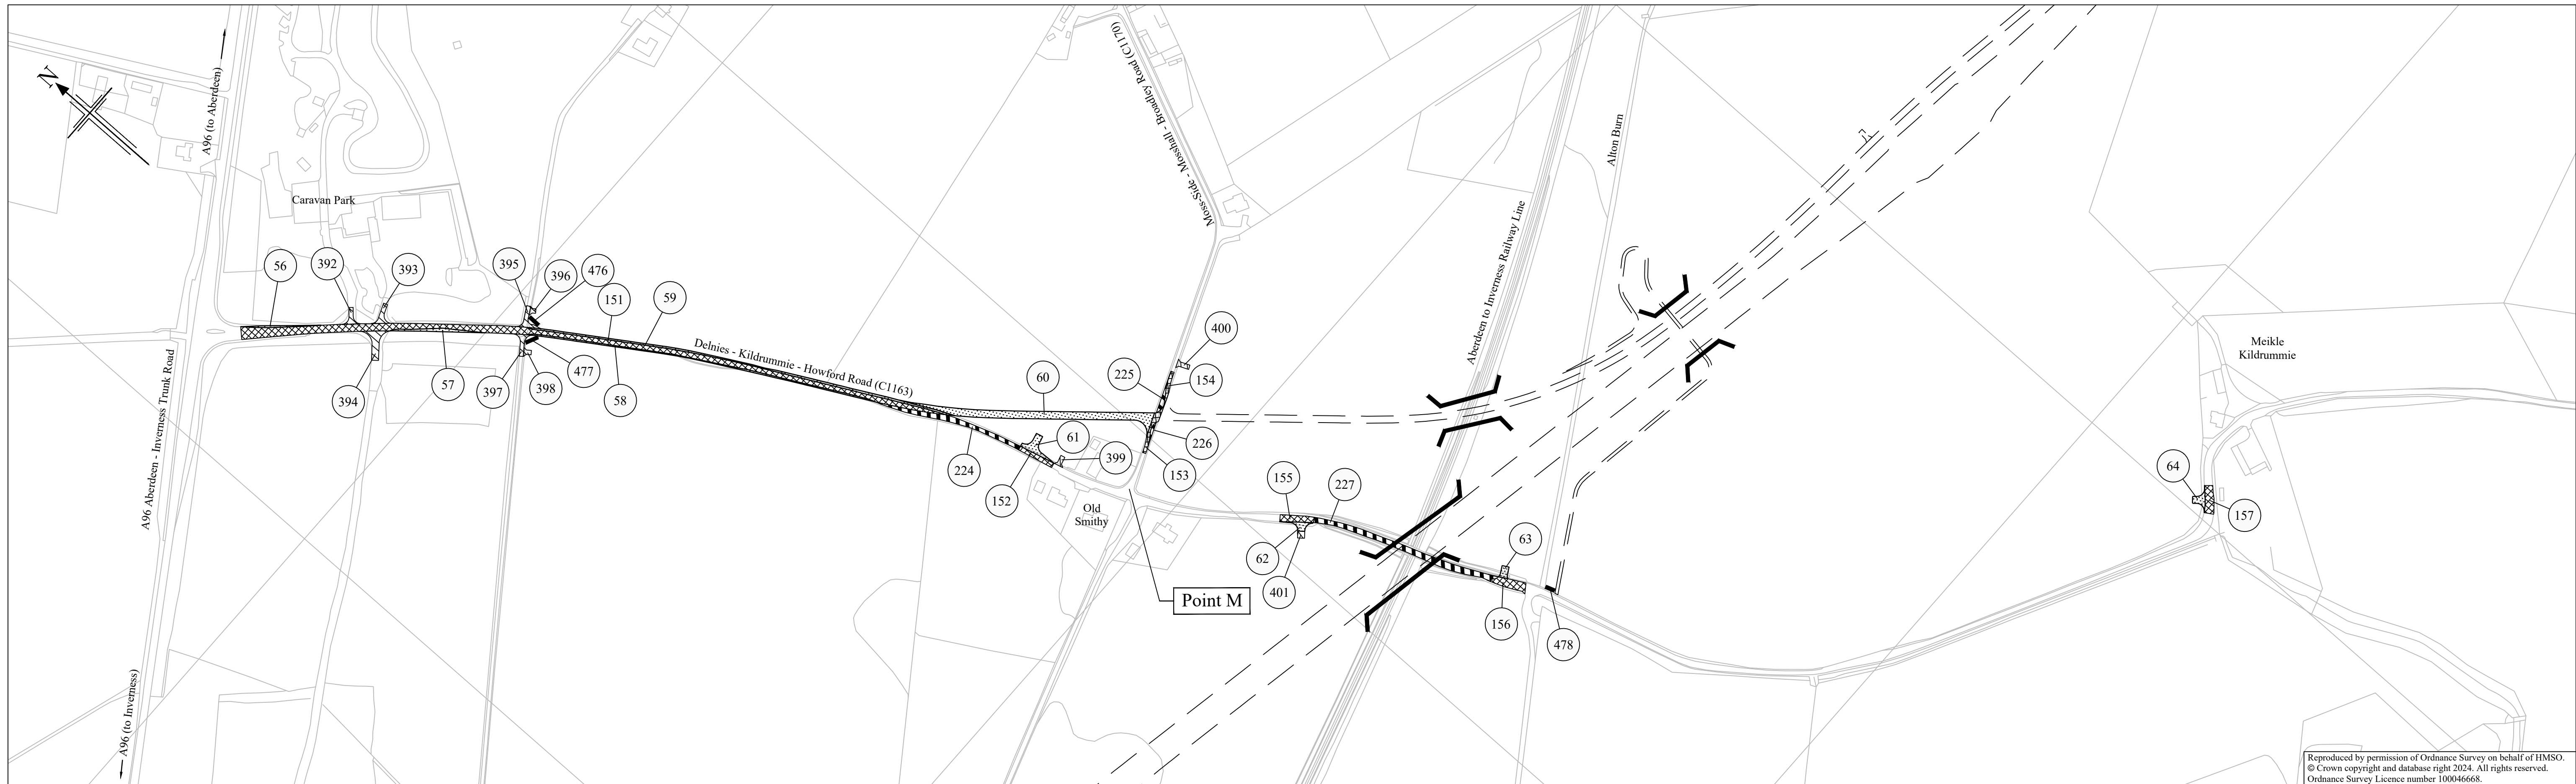 N
A96 (to Aberdeen)
Caravan Park
A96 Aberdeen - Inverness Trunk Road
A96 (to Inverness)
56
392
393
394
57
395
396
476
151
59
397
398
477
58
Delnies - Kildrummie - Howford Road (C1163)
Moss-Side - Mosshall - Broadley Road (C1170)
60
225
400
154
226
153
61
399
224
152
Old
Smithy
Point M
155
227
62
401
63
156
478
Aberdeen to Inverness Railway Line
Alton Burn
Meikle
Kildrummie
64
157
Reproduced by permission of Ordnance Survey on behalf of HMSO.
© Crown copyright and database right 2024. All rights reserved.
Ordnance Survey Licence number 100046668.